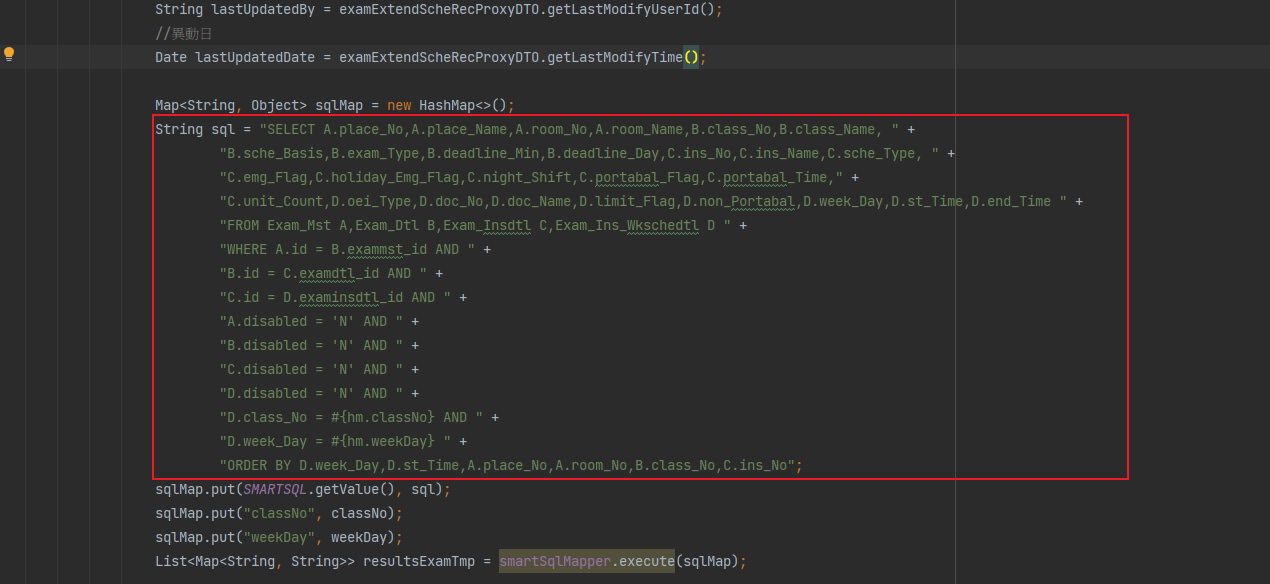 String lastUpdatedBy = examExtendScheRecProxyDTO.getLastModifyUserId();
//異動日
Date lastUpdatedDate = examExtendScheRecProxyDTO.getLastModifyTime();
Map<String, Object> sqlMap = new HashMap<>();
String sql = "SELECT A.place_No,A.place_Name,A.room_No,A.room_Name,B.class_No,B.class_Name, " +
"B.sche_Basis,B.exam_Type,B.deadline_Min,B.deadline_Day,C.ins_No,C.ins_Name,C.sche_Type, " +
"C.emg_Flag,C.holiday_Emg_Flag,C.night_Shift,C.portabal_Flag,C.portabal_Time," +
"C.unit_Count,D.oei_Type,D.doc_No,D.doc_Name,D.limit_Flag,D.non_Portabal,D.week_Day,D.st_Time,D.end_Time " +
"FROM Exam_Mst A,Exam_Dtl B,Exam_Insdtl C,Exam_Ins_Wkschedtl D " +
"WHERE A.id = B.exammst_id AND " +
"B.id = C.examdtl_id AND " +
"C.id = D.examinsdtl_id AND " +
"A.disabled = 'N' AND " +
"B.disabled = 'N' AND " +
"C.disabled = 'N' AND " +
"D.disabled = 'N' AND " +
"D.class_No = #{hm.classNo} AND " +
"D.week_Day = #{hm.weekDay} " +
"ORDER BY D.week_Day,D.st_Time,A.place_No,A.room_No,B.class_No,C.ins_No";
sqlMap.put(SMARTSQL.getValue(), sql);
sqlMap.put("classNo", classNo);
sqlMap.put("weekDay", weekDay);
List<Map<String, String>> resultsExamTmp = smartSqlMapper.execute(sqlMap);